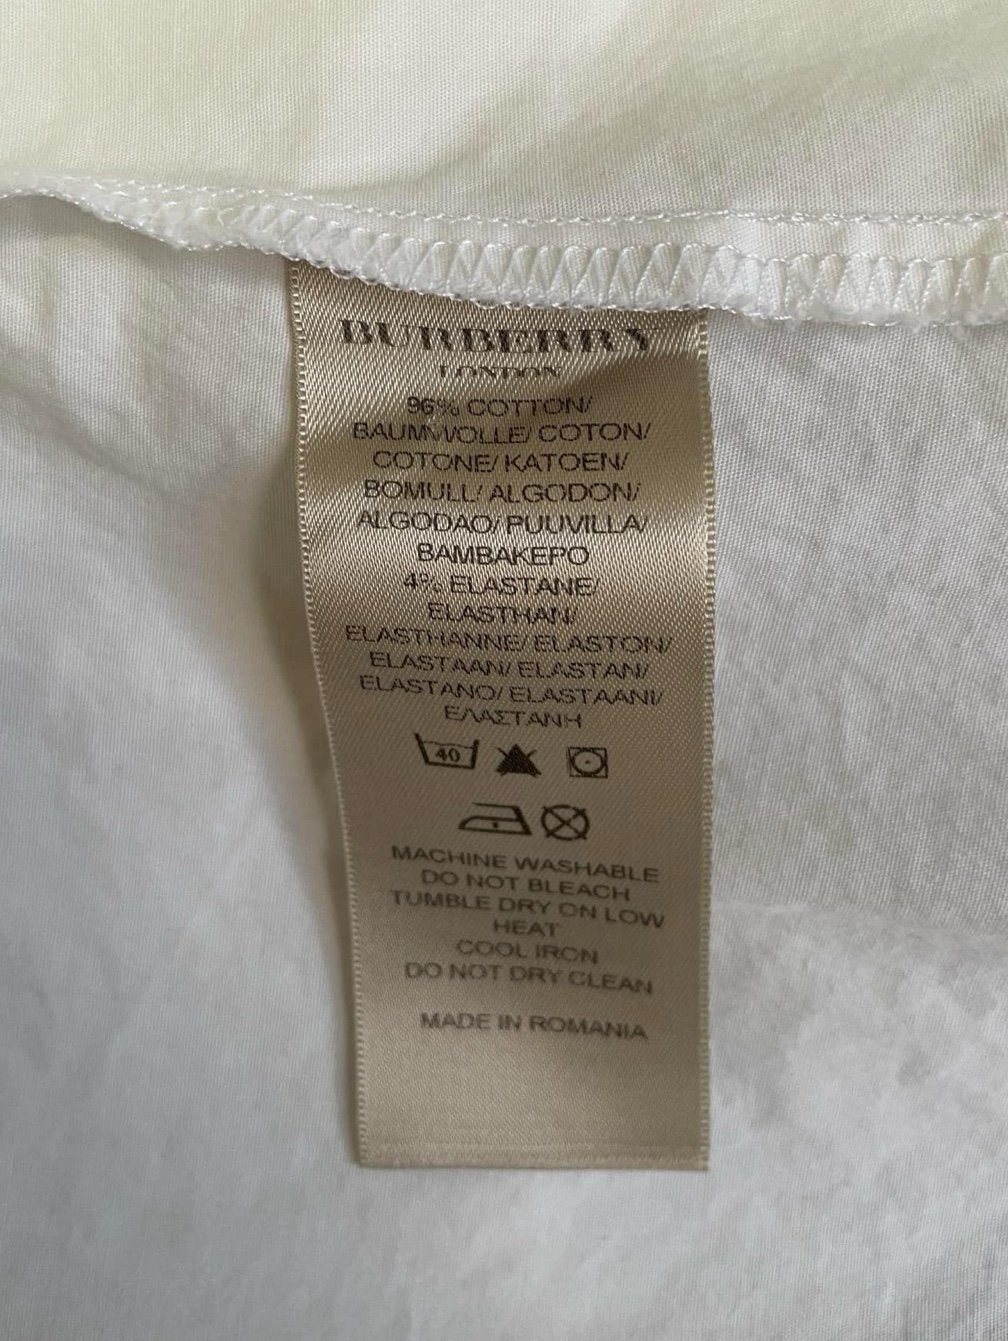 BURBERRY
LONDON
96% COTTON/
BAUMWOLLE/ COTON/
COTONE/ KATOEN/
BOMULL/ ALGODON/
ALGODAO/ PUUVILLA/
BAMBAKEPO
4% ELASTANE/
ELASTHAN/
ELASTHANNE/ ELASTON/
ELASTAAN/ ELASTAN/
ELASTANO/ ELASTAANI/
ΕΛΑΣΤΑΝΗ
40
MACHINE WASHABLE
DO NOT BLEACH
TUMBLE DRY ON LOW
HEAT
COOL IRON
DO NOT DRY CLEAN
MADE IN ROMANIA